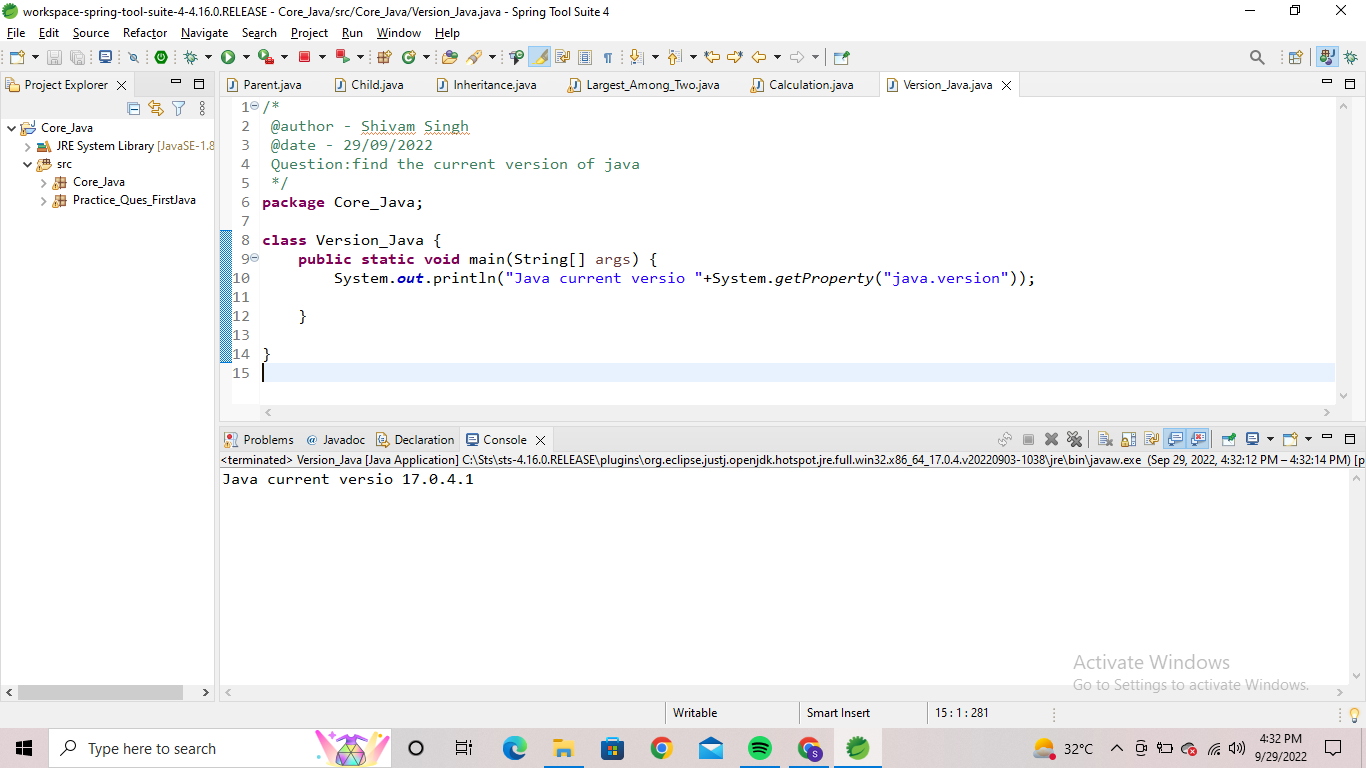 workspace-spring-tool-suite-4-4.16.0.RELEASE - Core_Java/src/Core_Java/Version_Java.java - Spring Tool Suite 4
File Edit Source Refactor Navigate Search Project Run Window Help
Project Explorer
Parent.java Child.java Inheritance.java Largest_Among_Two.java Calculation.java Version_Java.java
Core_Java
JRE System Library [JavaSE-1.8
src
Core_Java
Practice_Ques_FirstJava
1 /*
2 @author - Shivam Singh
3 @date - 29/09/2022
4 Question:find the current version of java
5 */
6 package Core_Java;
7
8 class Version_Java {
9 public static void main(String[] args) {
10 System.out.println("Java current versio "+System.getProperty("java.version"));
11
12 }
13
14 }
15
Problems @ Javadoc Declaration Console
<terminated> Version_Java [Java Application] C:\Sts\sts-4.16.0.RELEASE\plugins\org.eclipse.justj.openjdk.hotspot.jre.full.win32.x86_64_17.0.4.v20220903-1038\jre\bin\javaw.exe (Sep 29, 2022, 4:32:12 PM – 4:32:14 PM) [p
Java current versio 17.0.4.1
Activate Windows
Go to Settings to activate Windows.
Writable Smart Insert 15 : 1 : 281
Type here to search
32°C
4:32 PM
9/29/2022